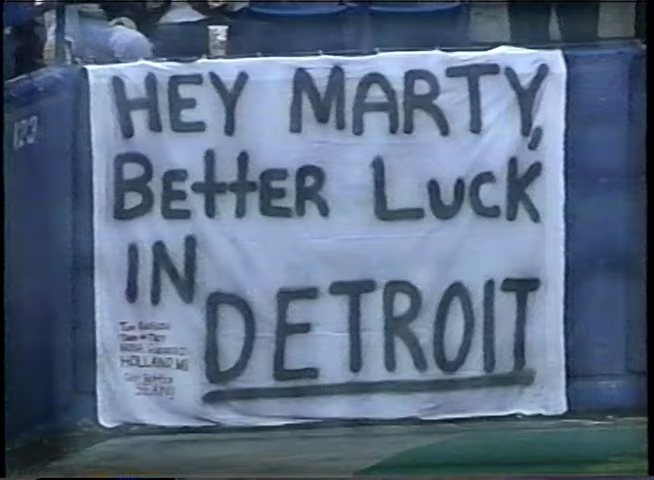 HEY MARTY,
BettER LUCK
IN
DETROIT
HOLLAND MI